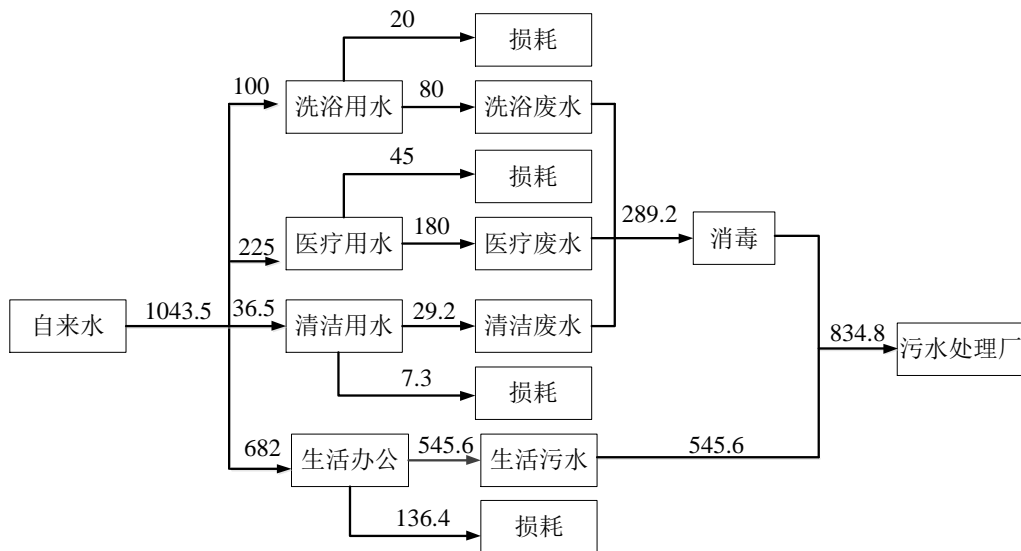 20
损耗
100
洗浴用水
80
洗浴废水
45
损耗
225
医疗用水
180
医疗废水
289.2
消毒
自来水
1043.5
36.5
清洁用水
29.2
清洁废水
834.8
污水处理厂
7.3
损耗
682
生活办公
545.6
生活污水
545.6
136.4
损耗